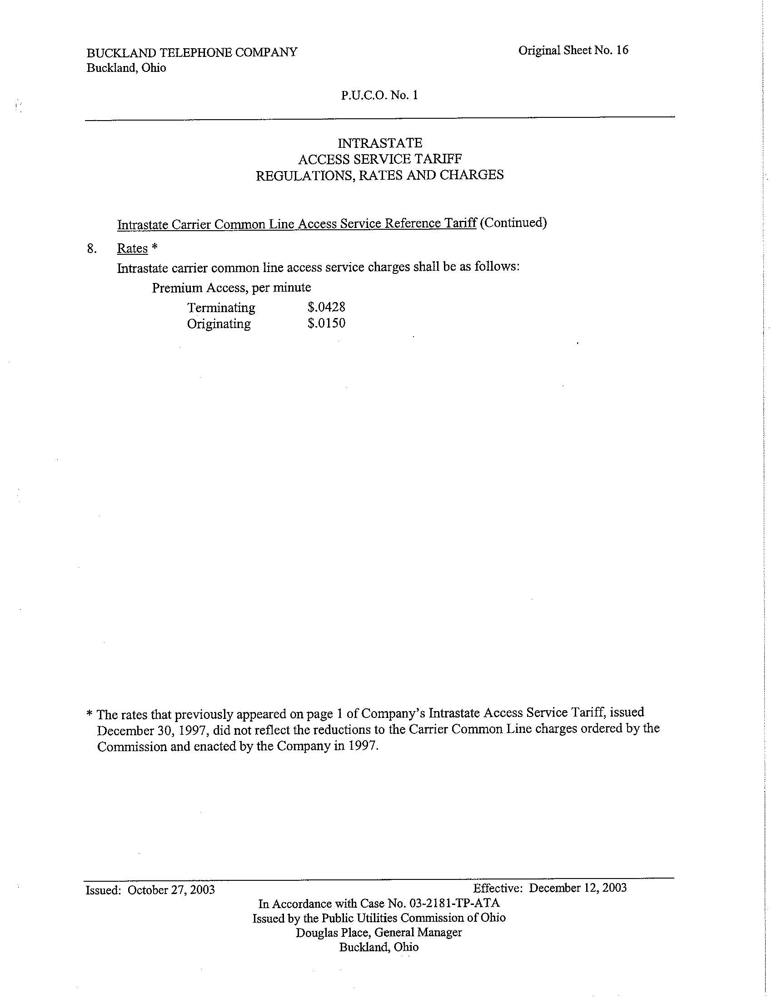 BUCKLAND TELEPHONE COMPANY Original Sheet No. 16
Buckland, Ohio
P.U.C.O. No. 1
INTRASTATE
ACCESS SERVICE TARIFF
REGULATIONS, RATES AND CHARGES
Intrastate Carrier Common Line Access Service Reference Tariff (Continued)
8. Rates *
Intrastate carrier common line access service charges shall be as follows:
Premium Access, per minute
Terminating $.0428
Originating $.0150
* The rates that previously appeared on page 1 of Company's Intrastate Access Service Tariff, issued
December 30, 1997, did not reflect the reductions to the Carrier Common Line charges ordered by the
Commission and enacted by the Company in 1997.
Issued: October 27, 2003 Effective: December 12, 2003
In Accordance with Case No. 03-2181-TP-ATA
Issued by the Public Utilities Commission of Ohio
Douglas Place, General Manager
Buckland, Ohio